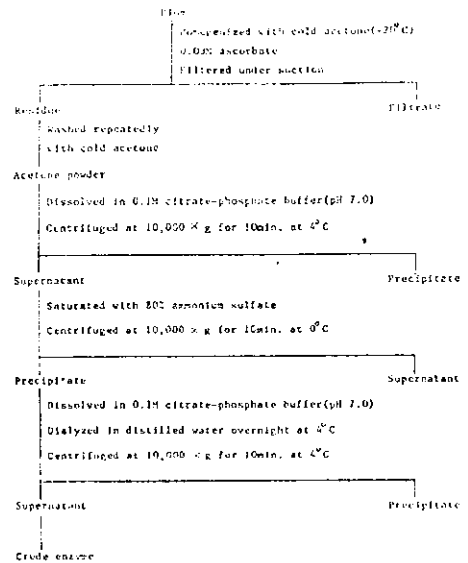 Homogenized with cold acetone(-20°C)
0.03% ascorbate
Filtered under suction
Residue Filtrate
Washed repeatedly
with cold acetone
Acetone powder
Dissolved in 0.1M citrate-phosphate buffer(pH 7.0)
Centrifuged at 10,000 × g for 10min. at 4°C
Supernatant Precipitate
Saturated with 80% ammonium sulfate
Centrifuged at 10,000 × g for 10min. at 0°C
Precipitate Supernatant
Dissolved in 0.1M citrate-phosphate buffer(pH 7.0)
Dialyzed in distilled water overnight at 4°C
Centrifuged at 10,000 × g for 10min. at 4°C
Supernatant Precipitate
Crude enzyme